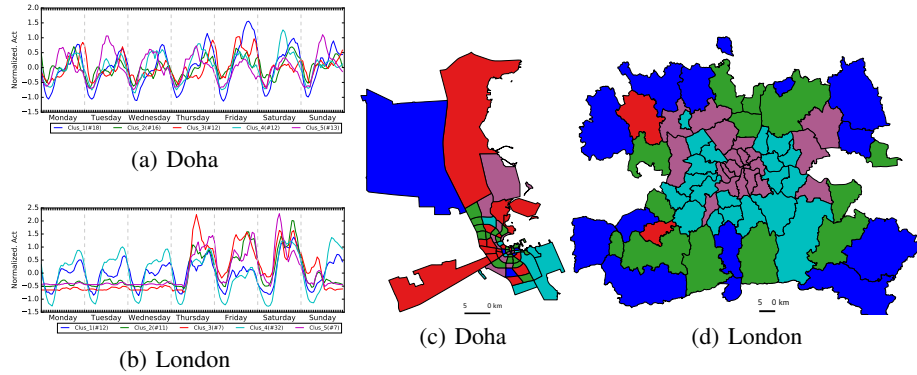 2.0
1.5
1.0
0.5
0.0
−0.5
−1.0
−1.5
Normalized. Act
Monday Tuesday Wednesday Thursday Friday Saturday Sunday
Clus_1(#18) Clus_2(#16) Clus_3(#12) Clus_4(#12) Clus_5(#13)
(a) Doha
2.5
2.0
1.5
1.0
0.5
0.0
−0.5
−1.0
−1.5
Normalized. Act
Monday Tuesday Wednesday Thursday Friday Saturday Sunday
Clus_1(#12) Clus_2(#11) Clus_3(#7) Clus_4(#32) Clus_5(#7)
(b) London
5 0 km
(c) Doha
5 0 km
(d) London